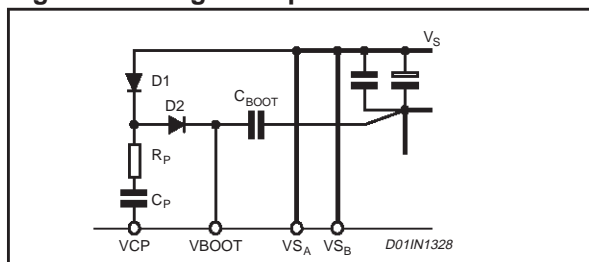 V_S
D1
D2
C_BOOT
R_P
C_P
VCP VBOOT VS_A VS_B D01IN1328